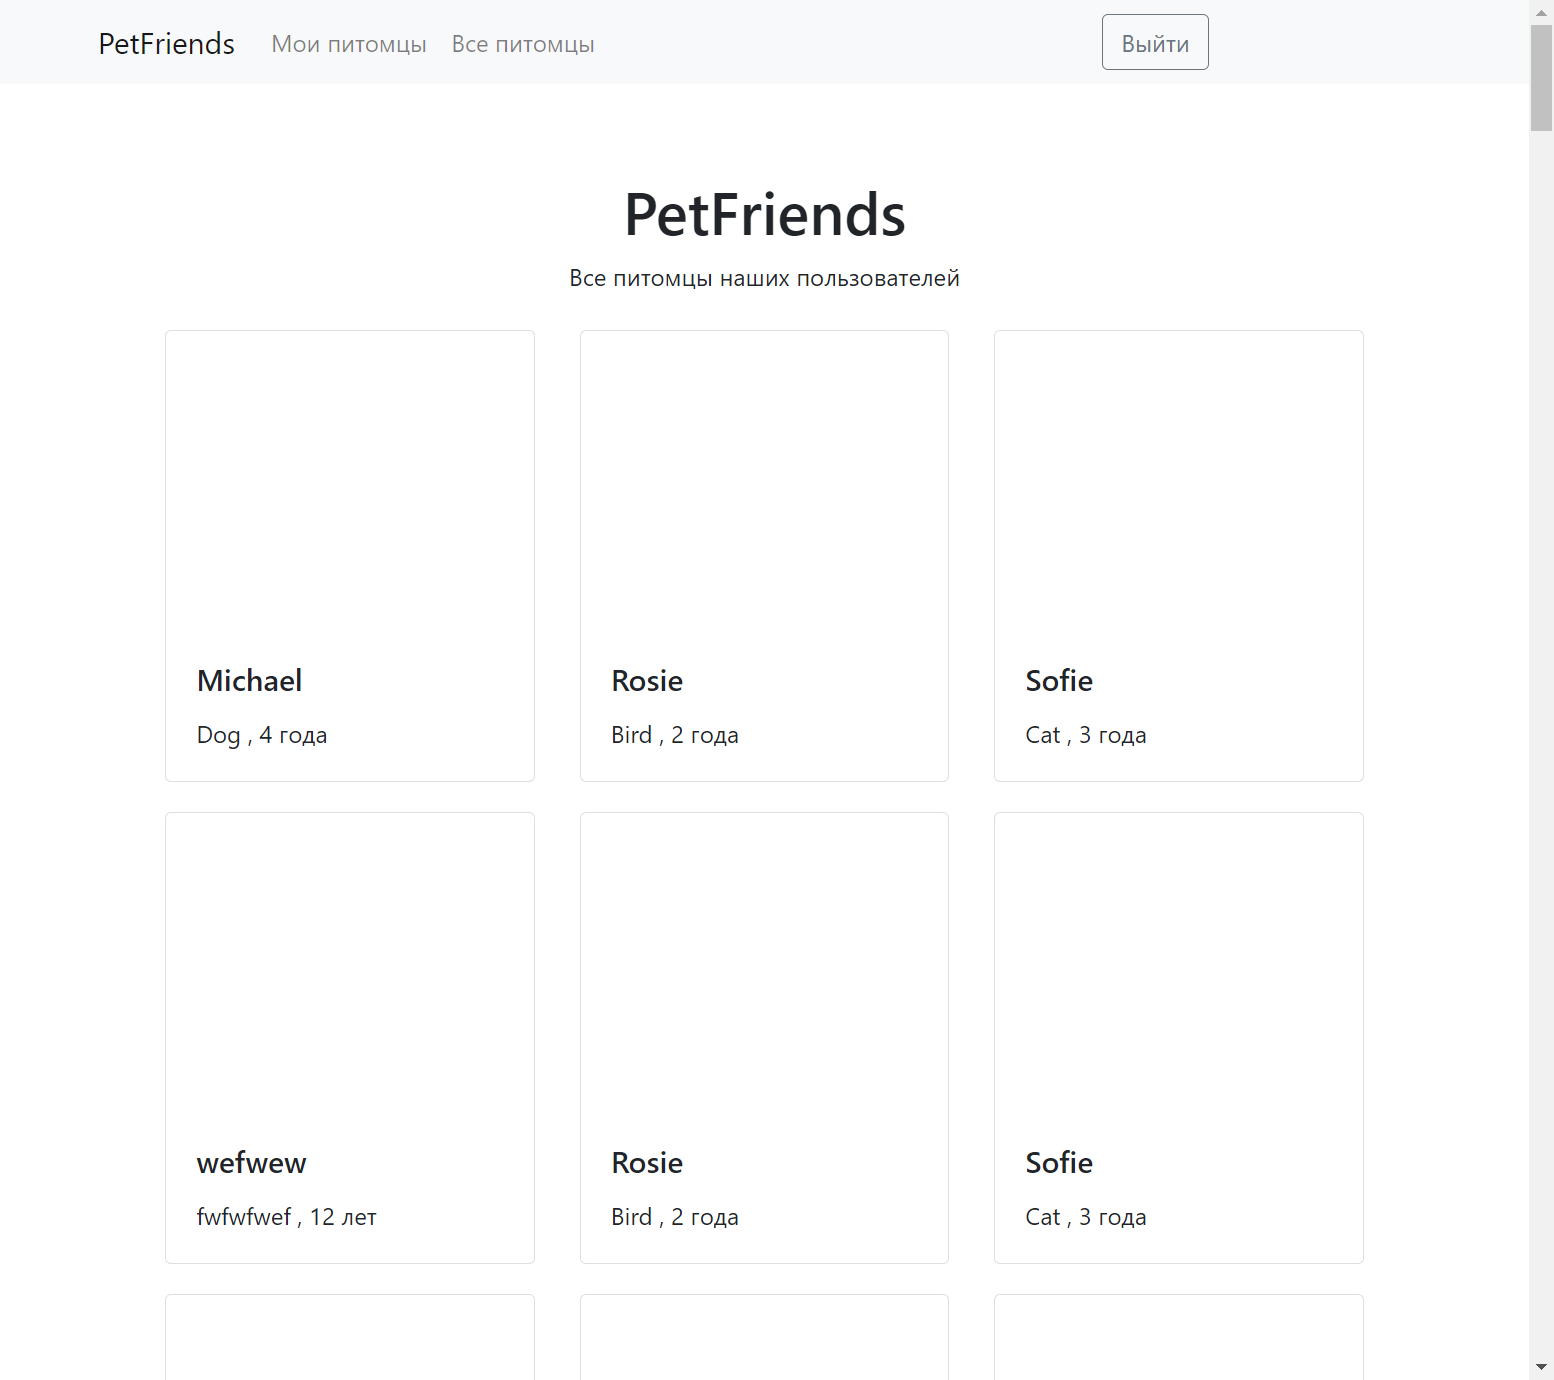 PetFriends Мои питомцы Все питомцы Выйти
PetFriends
Все питомцы наших пользователей
Michael Rosie Sofie
Dog , 4 года Bird , 2 года Cat , 3 года
wefwew Rosie Sofie
fwfwfwef , 12 лет Bird , 2 года Cat , 3 года